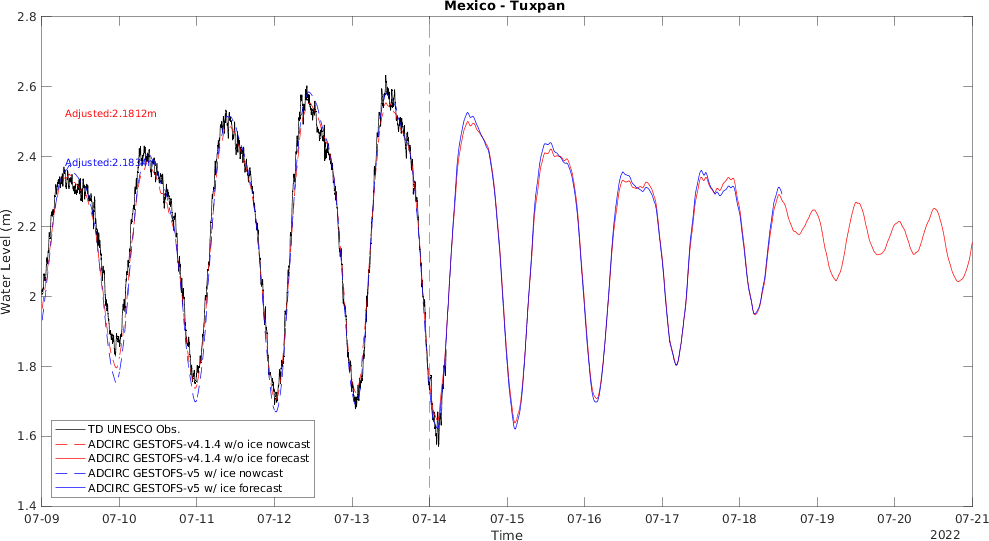 Mexico - Tuxpan
2.8
2.6
2.4
2.2
2
1.8
1.6
1.4
Water Level (m)
Adjusted:2.1812m
TD UNESCO Obs.
ADCIRC GESTOFS-v4.1.4 w/o ice nowcast
ADCIRC GESTOFS-v4.1.4 w/o ice forecast
ADCIRC GESTOFS-v5 w/ ice nowcast
ADCIRC GESTOFS-v5 w/ ice forecast
07-09 07-10 07-11 07-12 07-13 07-14 07-15 07-16 07-17 07-18 07-19 07-20 07-21
Time
2022